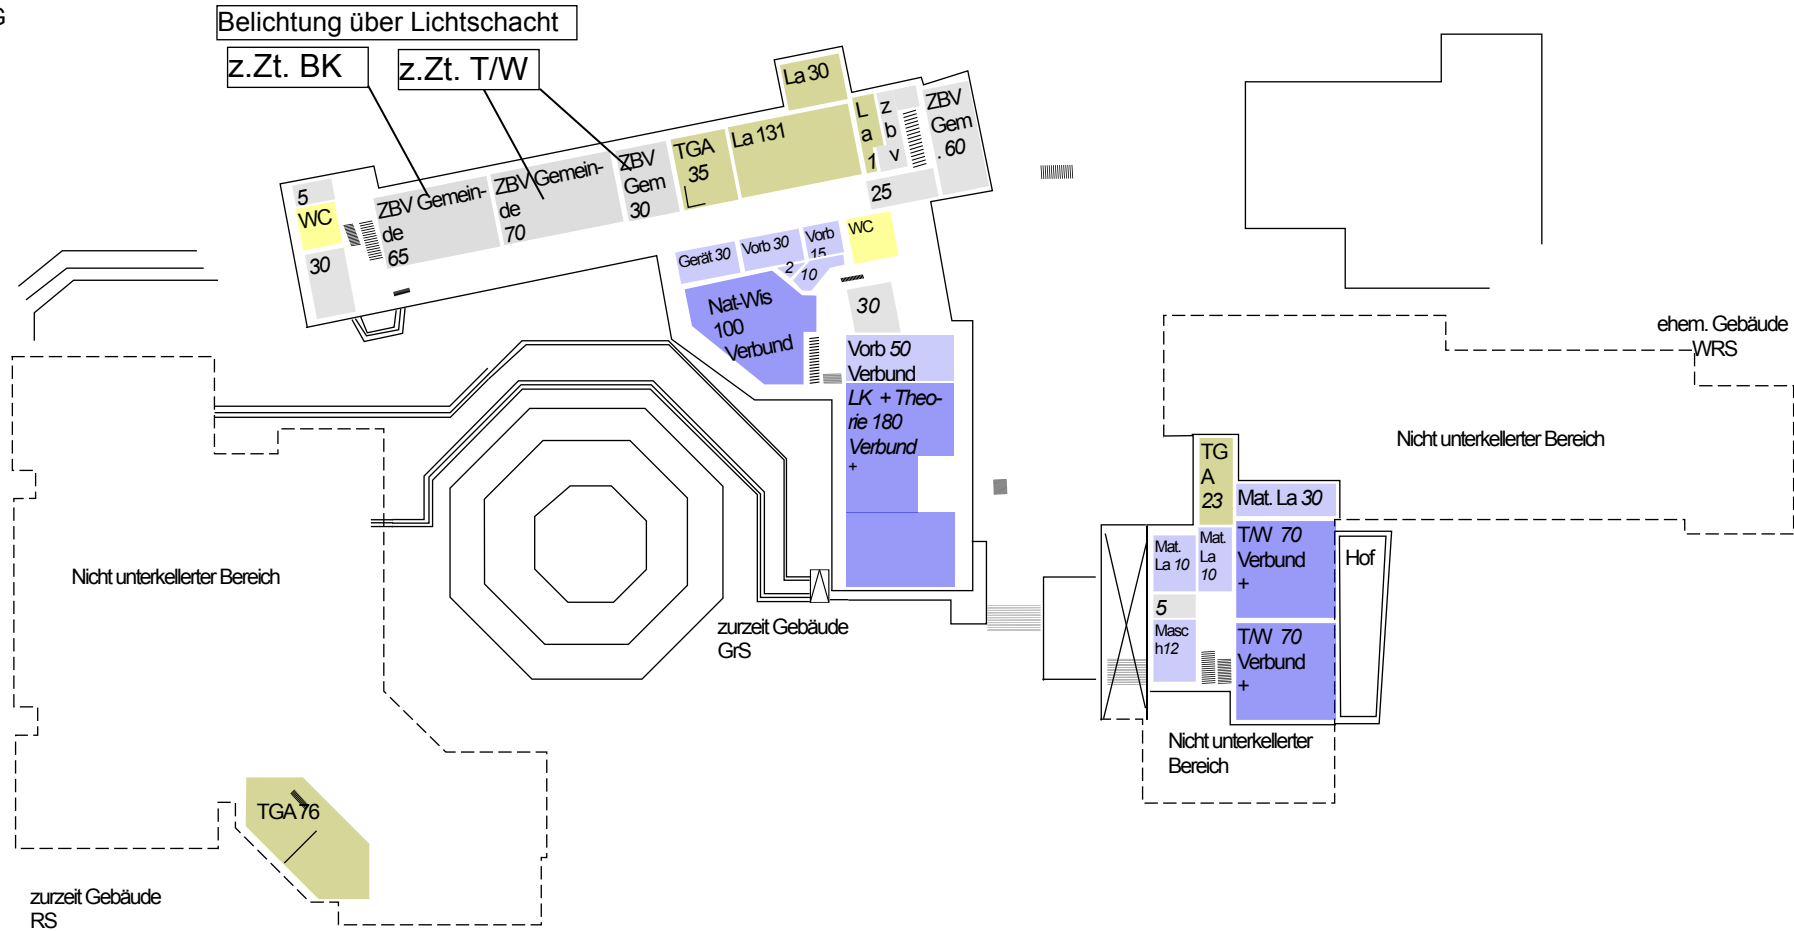 G
Belichtung über Lichtschacht
z.Zt. BK
z.Zt. T/W
5
WC
30
ZBV Gemein-
de
65
ZBV Gemein-
de
70
ZBV
Gem
30
TGA
35
La 131
La 30
L
a
1
z
b
v
ZBV
Gem
. 60
25
Gerät 30
Vorb 30
Vorb
15
WC
2
10
Nat-Wis
100
Verbund
30
Vorb 50
Verbund
LK + Theo-
rie 180
Verbund
+
ehem. Gebäude
WRS
Nicht unterkellerter Bereich
TG
A
23
Mat. La 30
Mat.
La 10
Mat.
La
10
T/W 70
Verbund
+
Hof
5
Masc
h12
T/W 70
Verbund
+
Nicht unterkellerter
Bereich
Nicht unterkellerter Bereich
zurzeit Gebäude
GrS
TGA 76
zurzeit Gebäude
RS